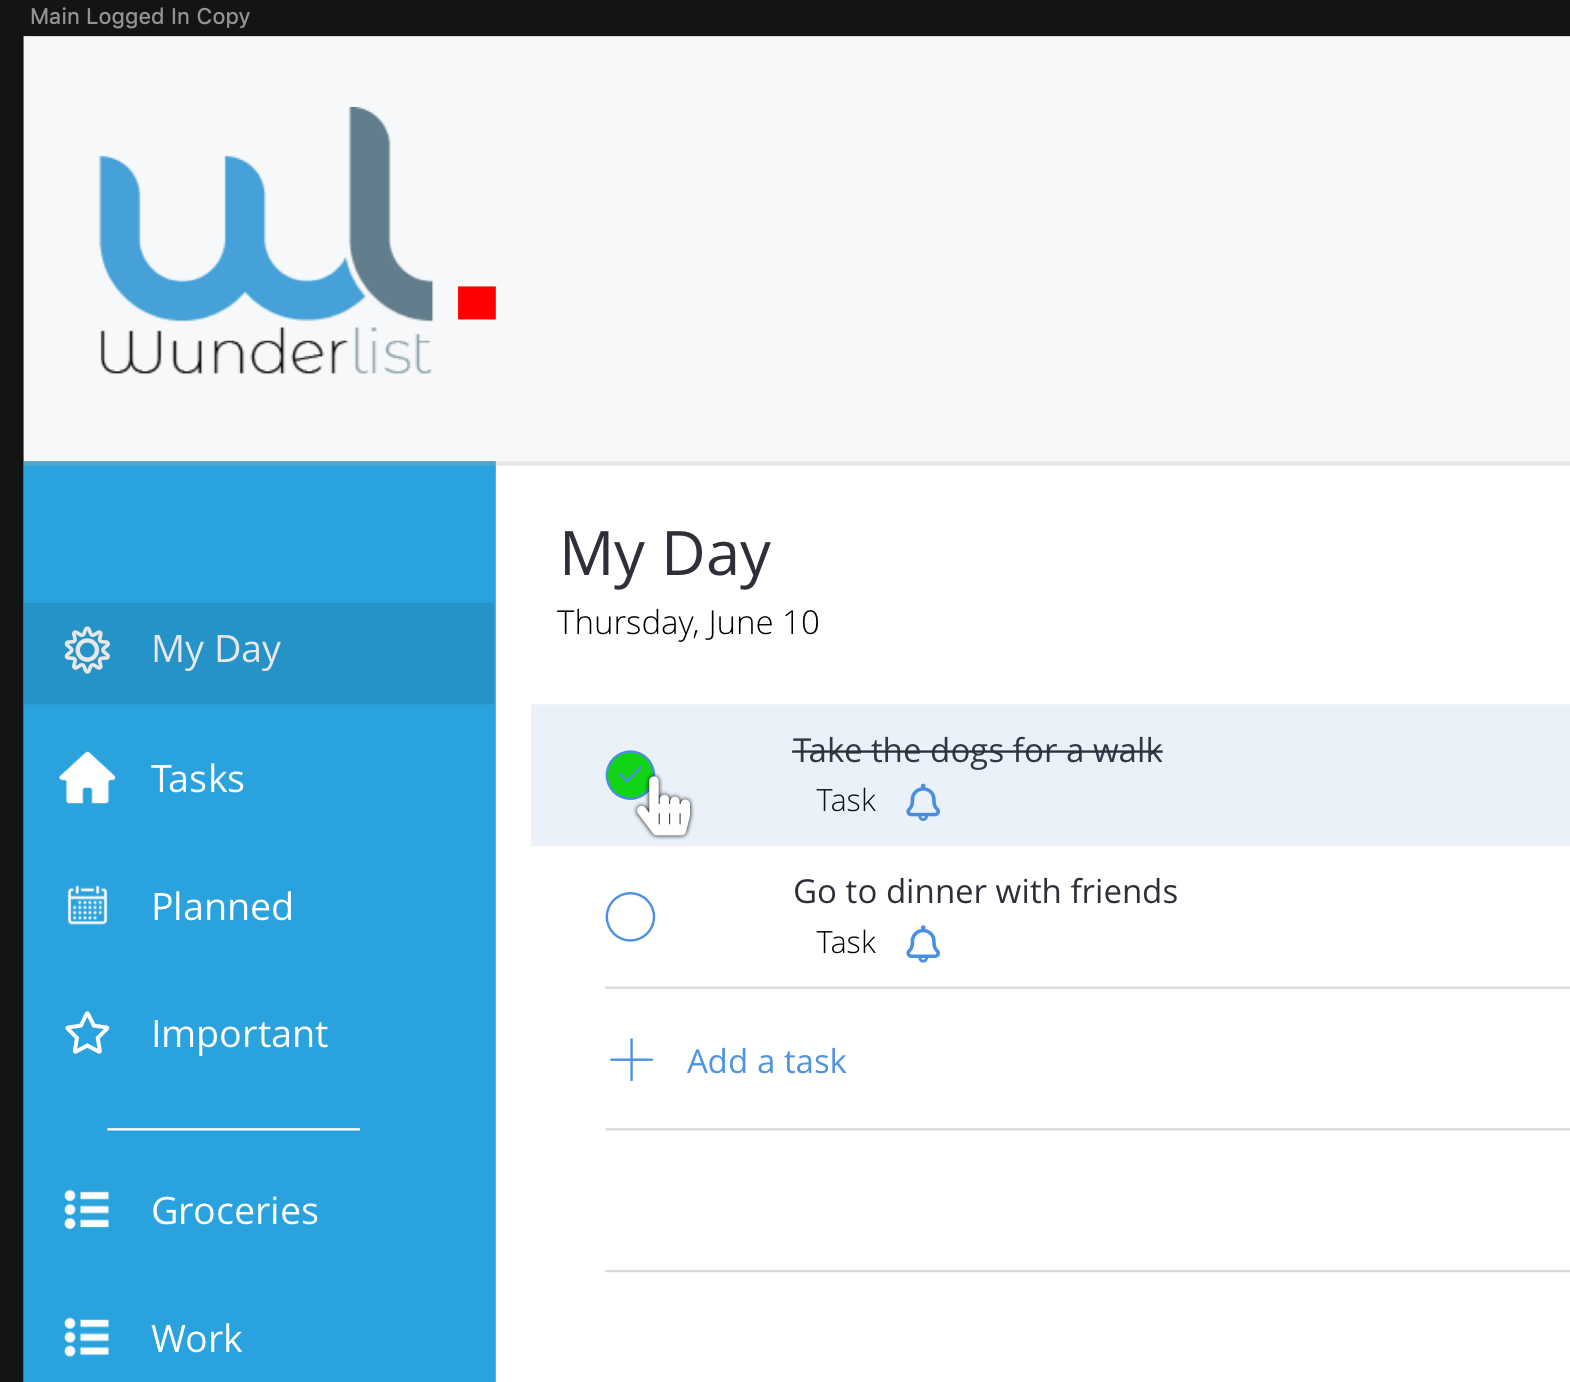 Main Logged In Copy
wl
Wunderlist
My Day
Tasks
Planned
Important
Groceries
Work
My Day
Thursday, June 10
Take the dogs for a walk
Task
Go to dinner with friends
Task
Add a task